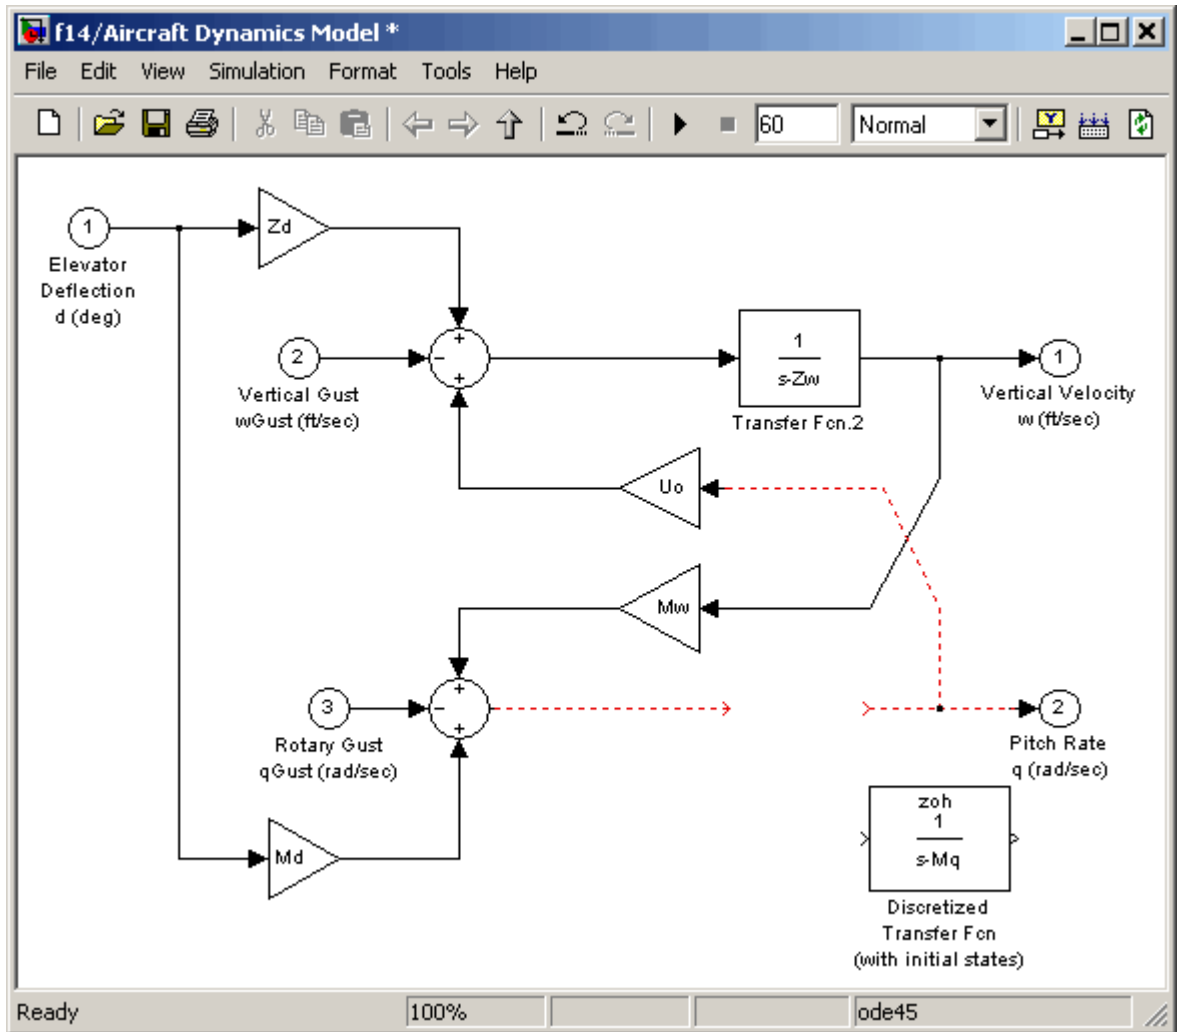 f14/Aircraft Dynamics Model *
File Edit View Simulation Format Tools Help
60 Normal
1
Elevator
Deflection
d (deg)
Zd
2
Vertical Gust
wGust (ft/sec)
+
-
+
1
s-Zw
Transfer Fcn.2
1
Vertical Velocity
w (ft/sec)
Uo
Mw
3
Rotary Gust
qGust (rad/sec)
+
-
+
2
Pitch Rate
q (rad/sec)
Md
zoh
1
s-Mq
Discretized
Transfer Fcn
(with initial states)
Ready 100% ode45